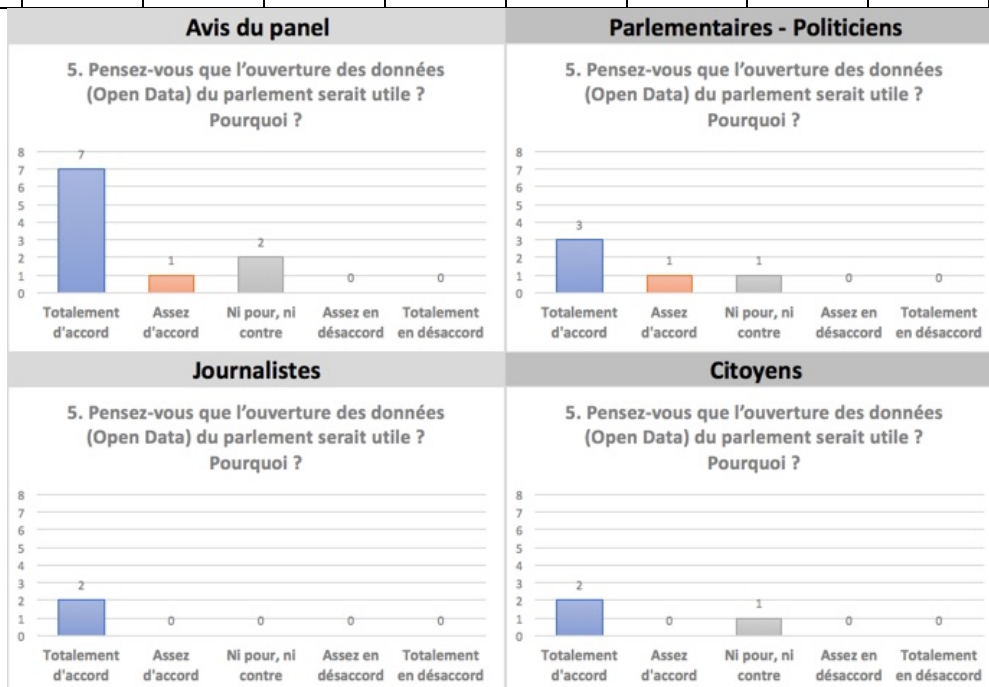 Avis du panel
5. Pensez-vous que l'ouverture des données
(Open Data) du parlement serait utile ?
Pourquoi ?
8
7
6
5
4
3
2
1
0
7
1
2
0
0
Totalement
d'accord
Assez
d'accord
Ni pour, ni
contre
Assez en
désaccord
Totalement
en désaccord
Parlementaires - Politiciens
5. Pensez-vous que l'ouverture des données
(Open Data) du parlement serait utile ?
Pourquoi ?
8
7
6
5
4
3
2
1
0
3
1
1
0
0
Totalement
d'accord
Assez
d'accord
Ni pour, ni
contre
Assez en
désaccord
Totalement
en désaccord
Journalistes
5. Pensez-vous que l'ouverture des données
(Open Data) du parlement serait utile ?
Pourquoi ?
8
7
6
5
4
3
2
1
0
2
0
0
0
0
Totalement
d'accord
Assez
d'accord
Ni pour, ni
contre
Assez en
désaccord
Totalement
en désaccord
Citoyens
5. Pensez-vous que l'ouverture des données
(Open Data) du parlement serait utile ?
Pourquoi ?
8
7
6
5
4
3
2
1
0
2
0
1
0
0
Totalement
d'accord
Assez
d'accord
Ni pour, ni
contre
Assez en
désaccord
Totalement
en désaccord